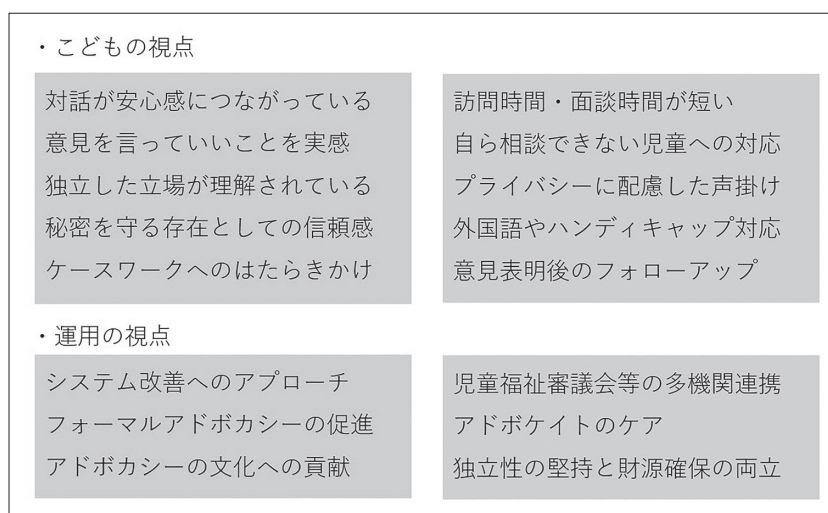 ・こどもの視点
対話が安心感につながっている
意見を言っていいことを実感
独立した立場が理解されている
秘密を守る存在としての信頼感
ケースワークへのはたらきかけ
訪問時間・面談時間が短い
自ら相談できない児童への対応
プライバシーに配慮した声掛け
外国語やハンディキャップ対応
意見表明後のフォローアップ
・運用の視点
システム改善へのアプローチ
フォーマルアドボカシーの促進
アドボカシーの文化への貢献
児童福祉審議会等の多機関連携
アドボケイトのケア
独立性の堅持と財源確保の両立